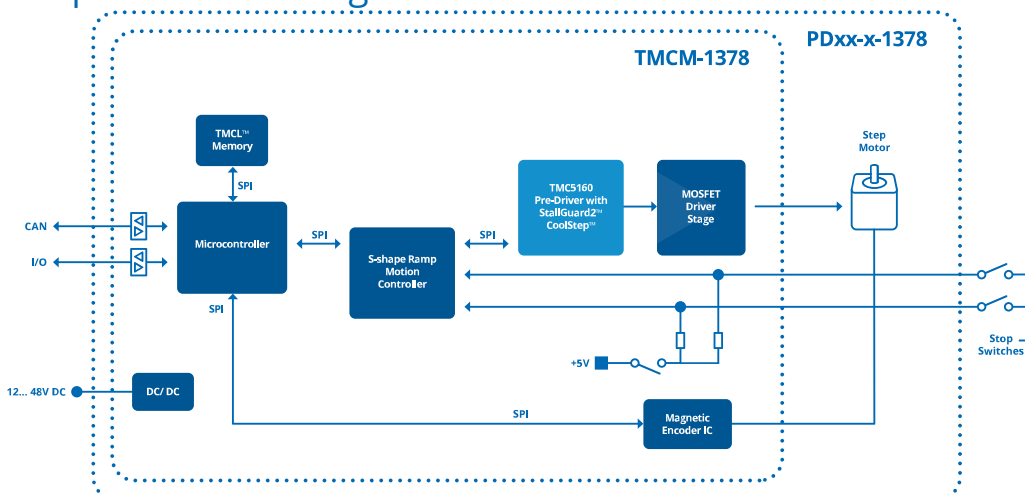 PDxx-x-1378
TMCM-1378
TMCL™
Memory
SPI
Step
Motor
TMC5160
Pre-Driver with
StallGuard2™
CoolStep™
MOSFET
Driver
Stage
CAN
I/O
Microcontroller
SPI
S-shape Ramp
Motion
Controller
SPI
SPI
+5V
Stop
Switches
12... 48V DC
DC/ DC
SPI
Magnetic
Encoder IC